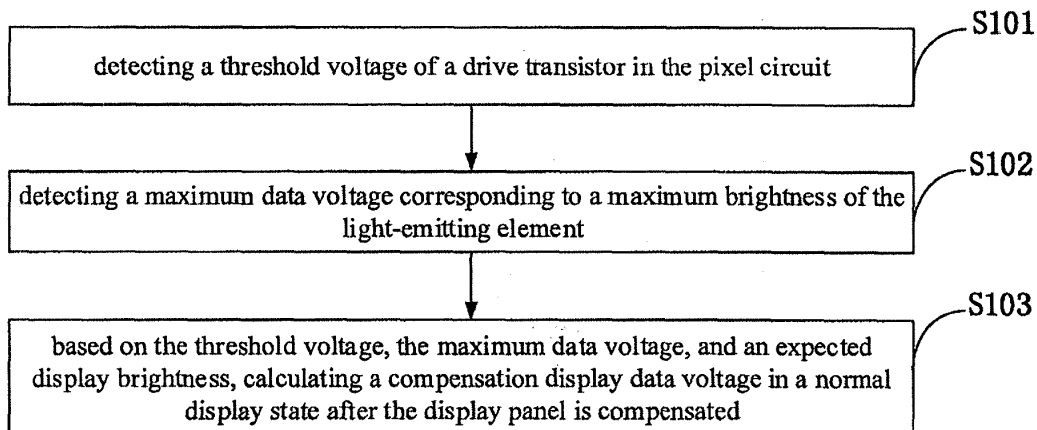 S101
detecting a threshold voltage of a drive transistor in the pixel circuit
S102
detecting a maximum data voltage corresponding to a maximum brightness of the
light-emitting element
S103
based on the threshold voltage, the maximum data voltage, and an expected
display brightness, calculating a compensation display data voltage in a normal
display state after the display panel is compensated